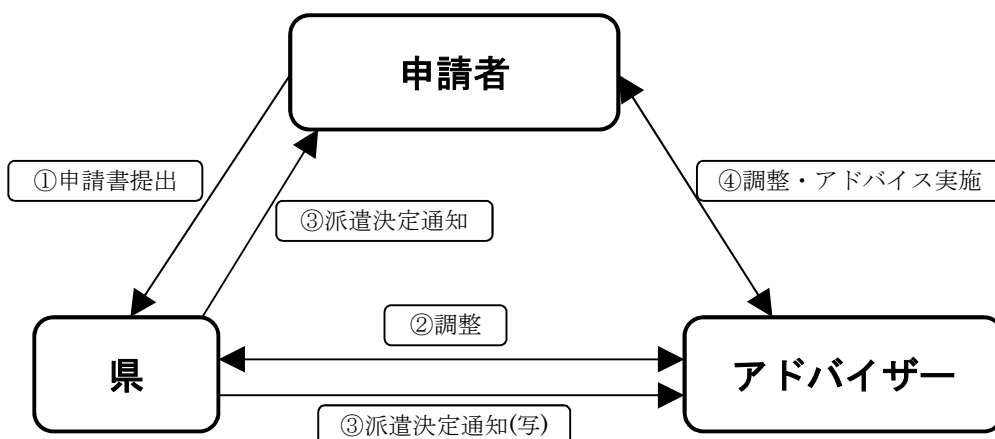 申請者
①申請書提出
④調整・アドバイス実施
③派遣決定通知
②調整
県
アドバイザー
③派遣決定通知(写)